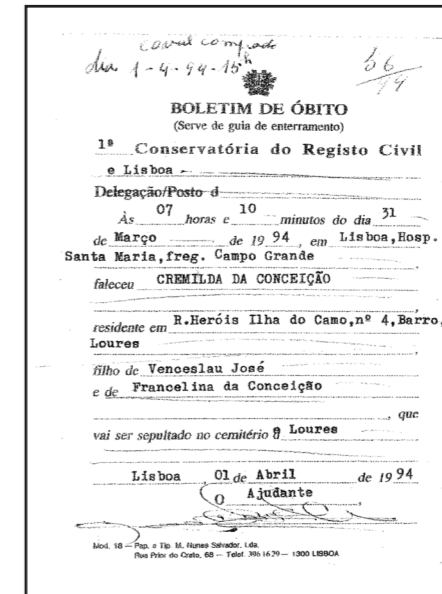 coval comprado
dia 1-4-94-15h
56/94
BOLETIM DE ÓBITO
(Serve de guia de enterramento)
1ª Conservatória do Registo Civil
e Lisboa -
Delegação/Posto d
Às 07 horas e 10 minutos do dia 31
de Março de 19 94, em Lisboa,Hosp.
Santa Maria,freg. Campo Grande
faleceu CREMILDA DA CONCEIÇÃO
residente em R.Heróis Ilha do Camo,nº 4,Barro,
Loures
filho de Venceslau José
e de Francelina da Conceição
, que
vai ser sepultado no cemitério Loures
Lisboa 01 de Abril de 19 94
O Ajudante
Mod. 18 — Pap. e Tip. M. Nunes Salvador, Lda.
Rua Prior do Crato, 68 — Telef. 396 16 29 — 1300 LISBOA